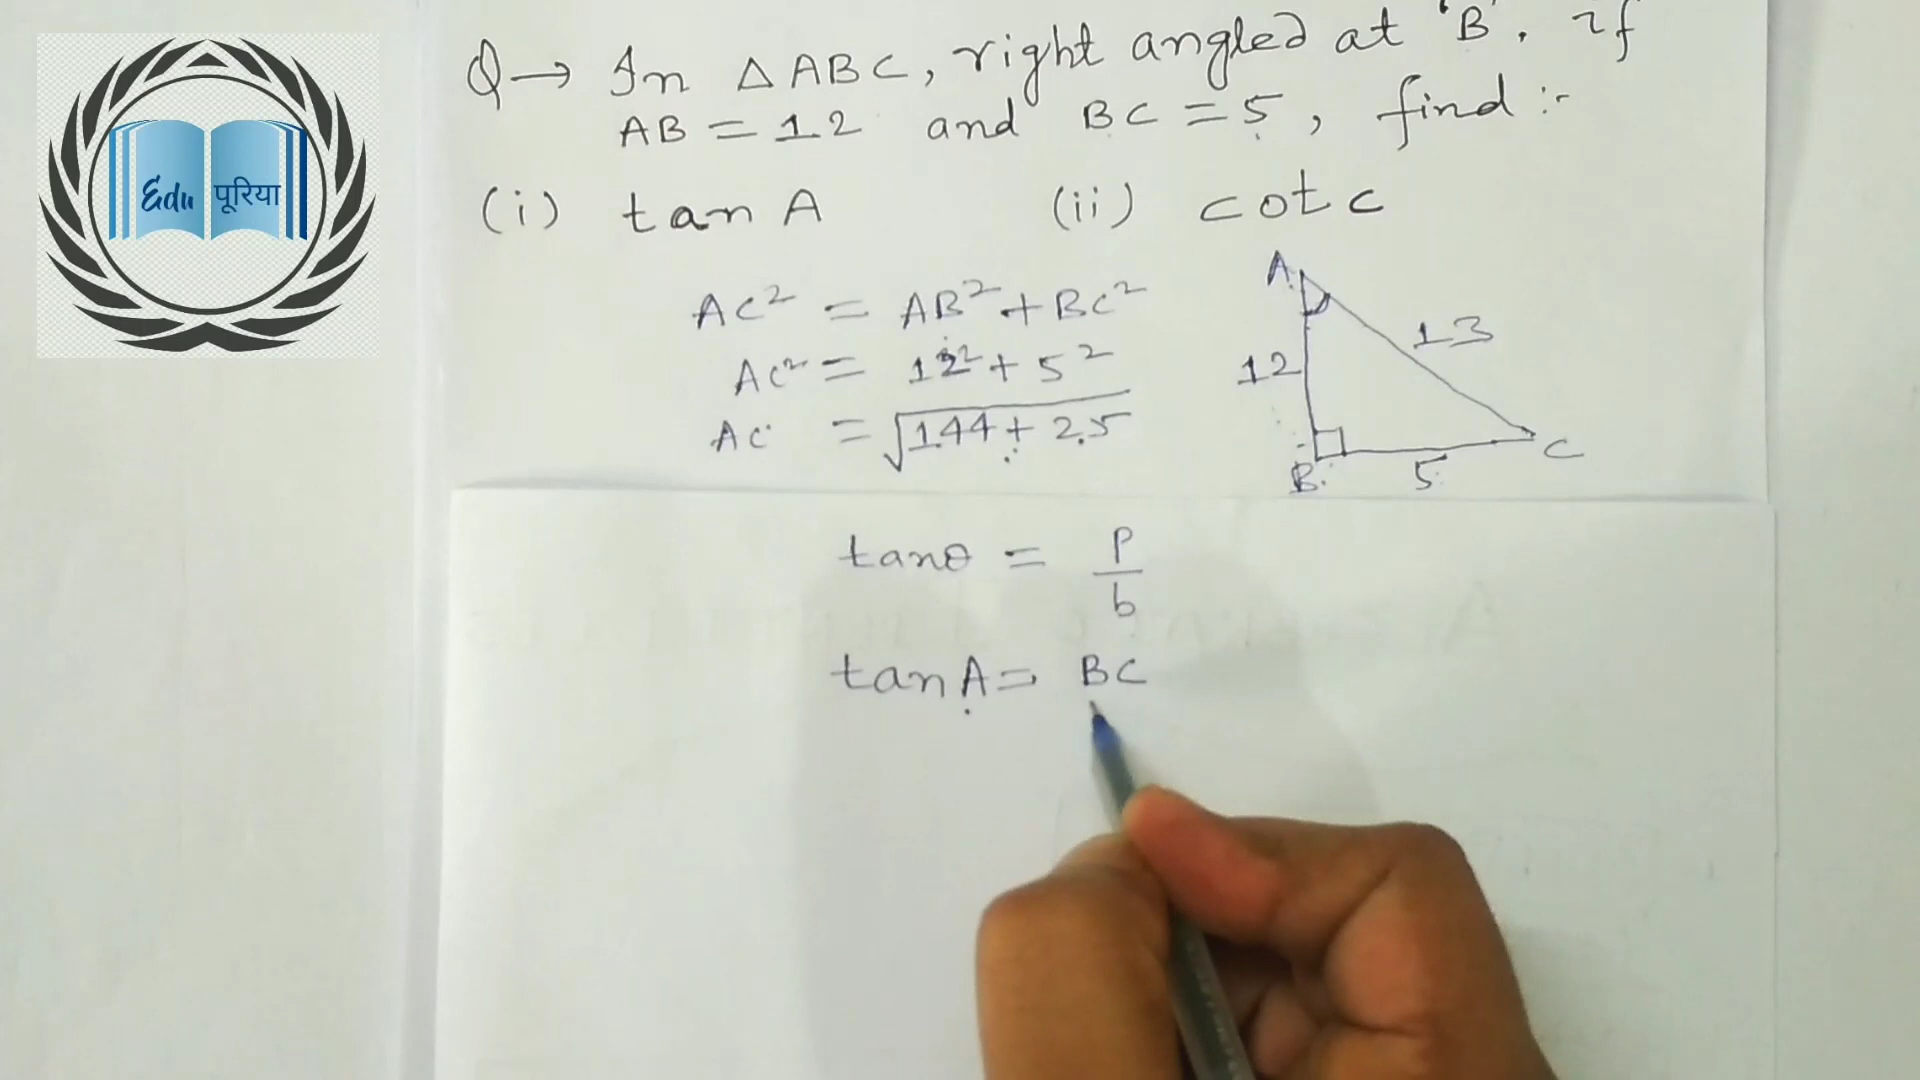 Edu पूरिया
Q→ In △ABC, right angled at 'B'. if
AB = 12 and BC = 5, find :-
(i) tan A (ii) cot c
AC² = AB² + BC²
AC² = 12² + 5²
AC = √144 + 25
A
12
13
B
5
C
tanθ = P/b
tan A = BC